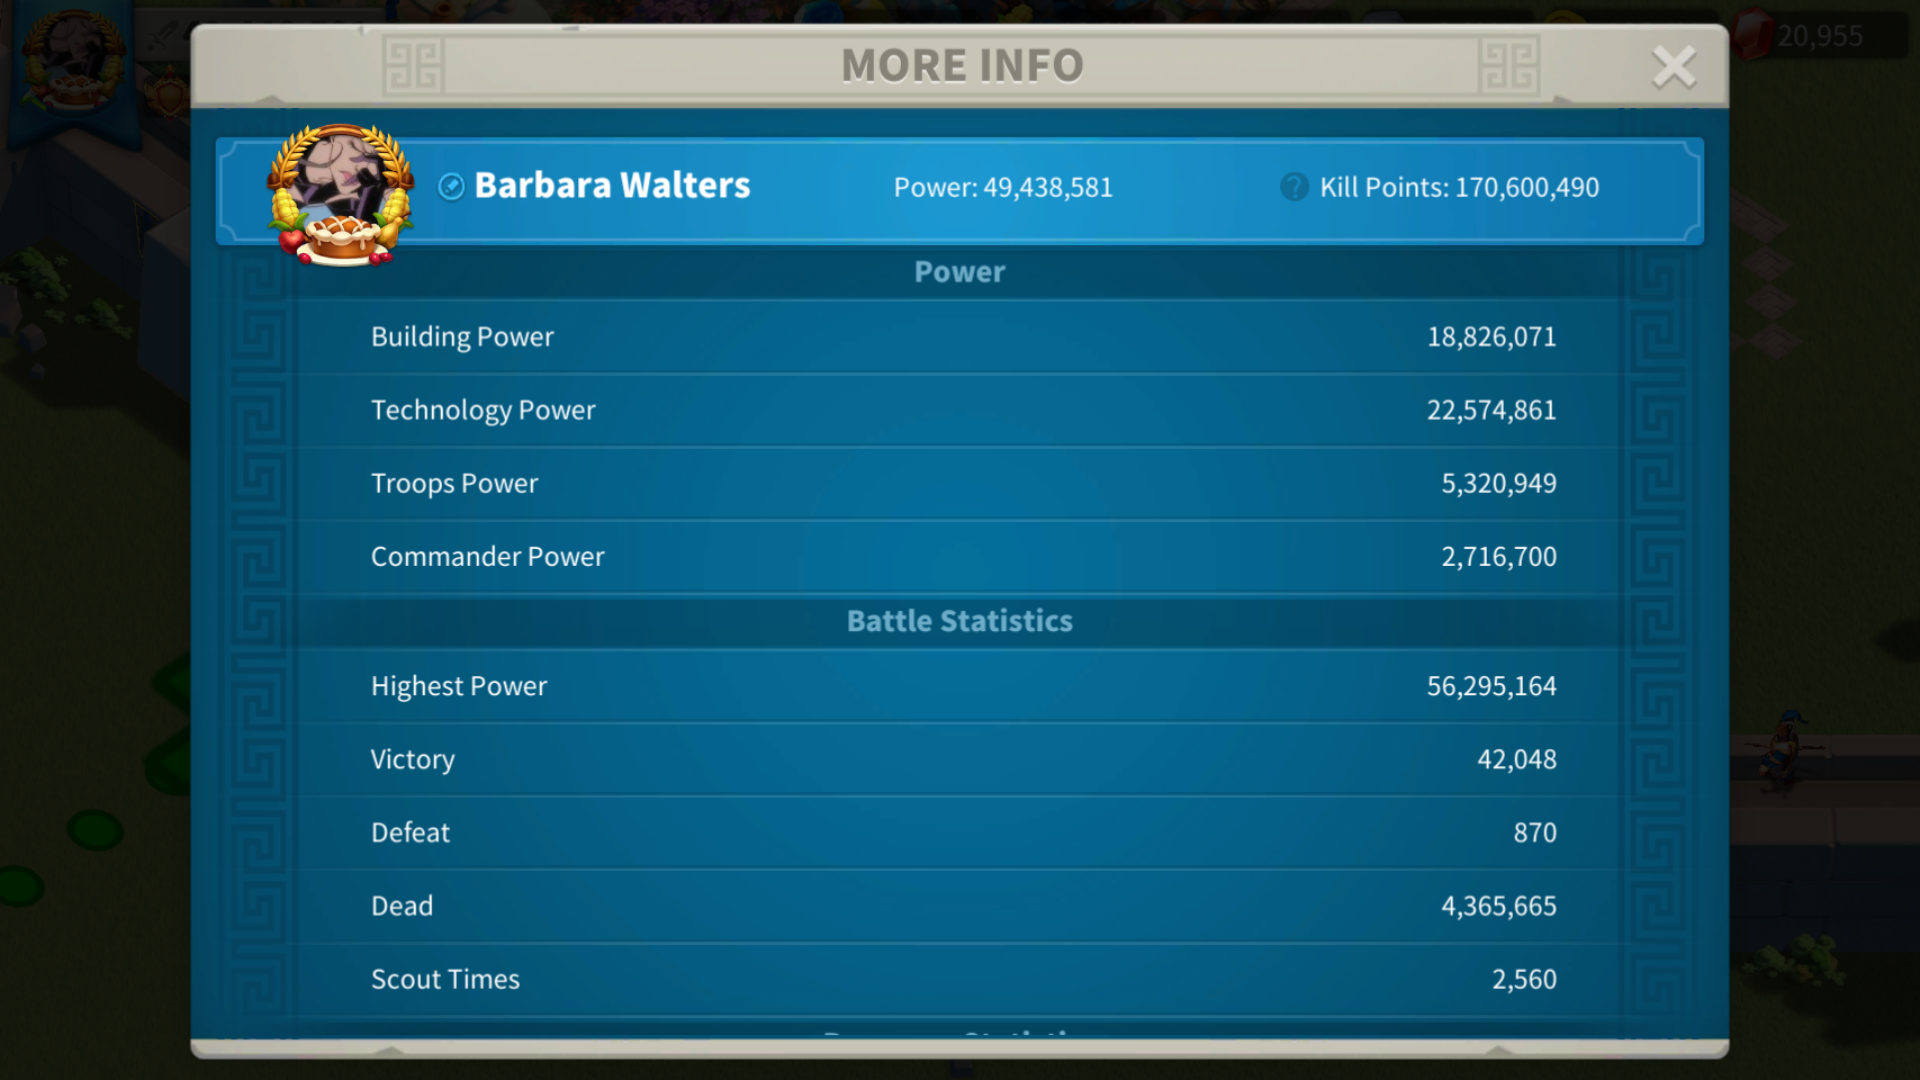 20,955
MORE INFO
Barbara Walters Power: 49,438,581 ? Kill Points: 170,600,490
Power
Building Power 18,826,071
Technology Power 22,574,861
Troops Power 5,320,949
Commander Power 2,716,700
Battle Statistics
Highest Power 56,295,164
Victory 42,048
Defeat 870
Dead 4,365,665
Scout Times 2,560